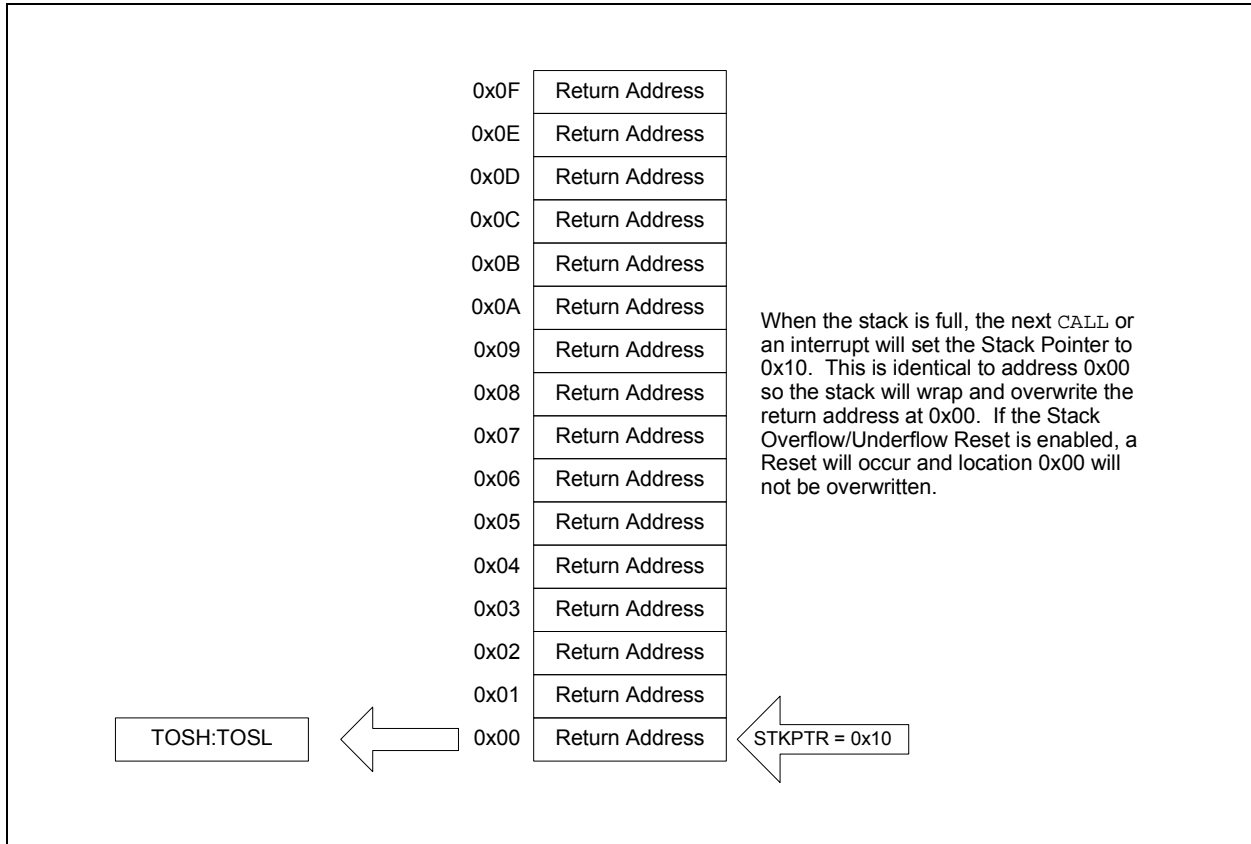 0x0F Return Address
0x0E Return Address
0x0D Return Address
0x0C Return Address
0x0B Return Address
0x0A Return Address
0x09 Return Address
0x08 Return Address
0x07 Return Address
0x06 Return Address
0x05 Return Address
0x04 Return Address
0x03 Return Address
0x02 Return Address
0x01 Return Address
TOSH:TOSL 0x00 Return Address STKPTR = 0x10
When the stack is full, the next CALL or
an interrupt will set the Stack Pointer to
0x10. This is identical to address 0x00
so the stack will wrap and overwrite the
return address at 0x00. If the Stack
Overflow/Underflow Reset is enabled, a
Reset will occur and location 0x00 will
not be overwritten.